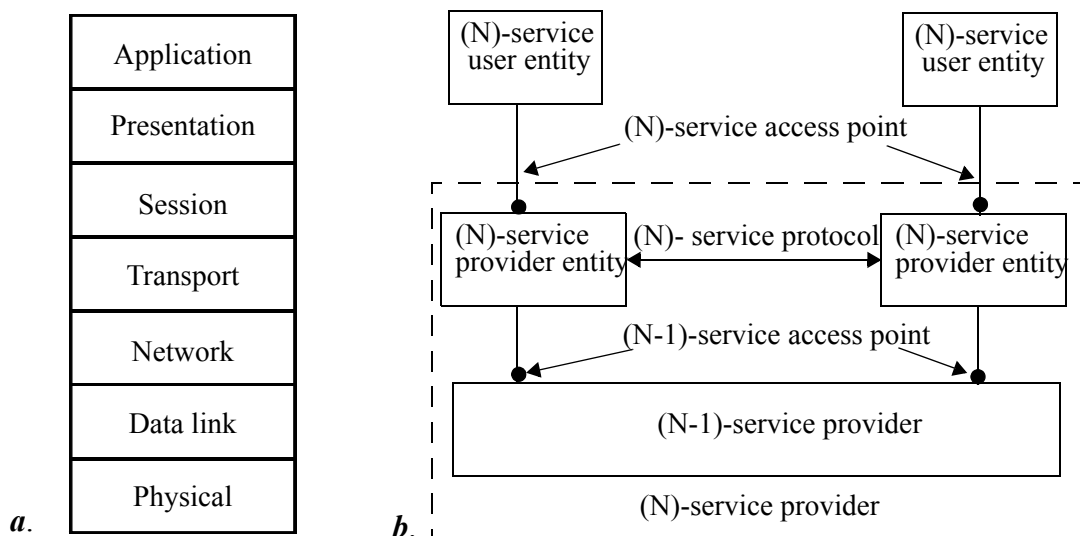 Application
Presentation
Session
Transport
Network
Data link
Physical
a.
(N)-service
user entity
(N)-service
user entity
(N)-service access point
(N)-service
provider entity
(N)- service protocol
(N)-service
provider entity
(N-1)-service access point
(N-1)-service provider
(N)-service provider
b.